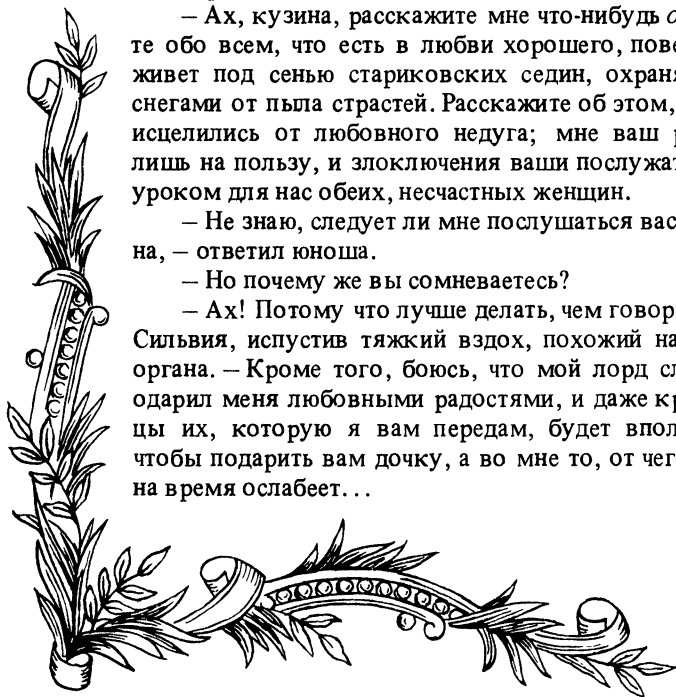 — Ах, кузина, расскажите мне что-нибудь
те обо всем, что есть в любви хорошего, пове
живет под сенью стариковских седин, охраня
снегами от пыла страстей. Расскажите об этом,
исцелились от любовного недуга; мне ваш
лишь на пользу, и злоключения ваши послужат
уроком для нас обеих, несчастных женщин.
— Не знаю, следует ли мне послушаться вас
на, — ответил юноша.
— Но почему же вы сомневаетесь?
— Ах! Потому что лучше делать, чем говор
Сильвия, испустив тяжкий вздох, похожий на
органа. — Кроме того, боюсь, что мой лорд сл
одарил меня любовными радостями, и даже кр
цы их, которую я вам передам, будет впол
чтобы подарить вам дочку, а во мне то, от чег
на время ослабеет...